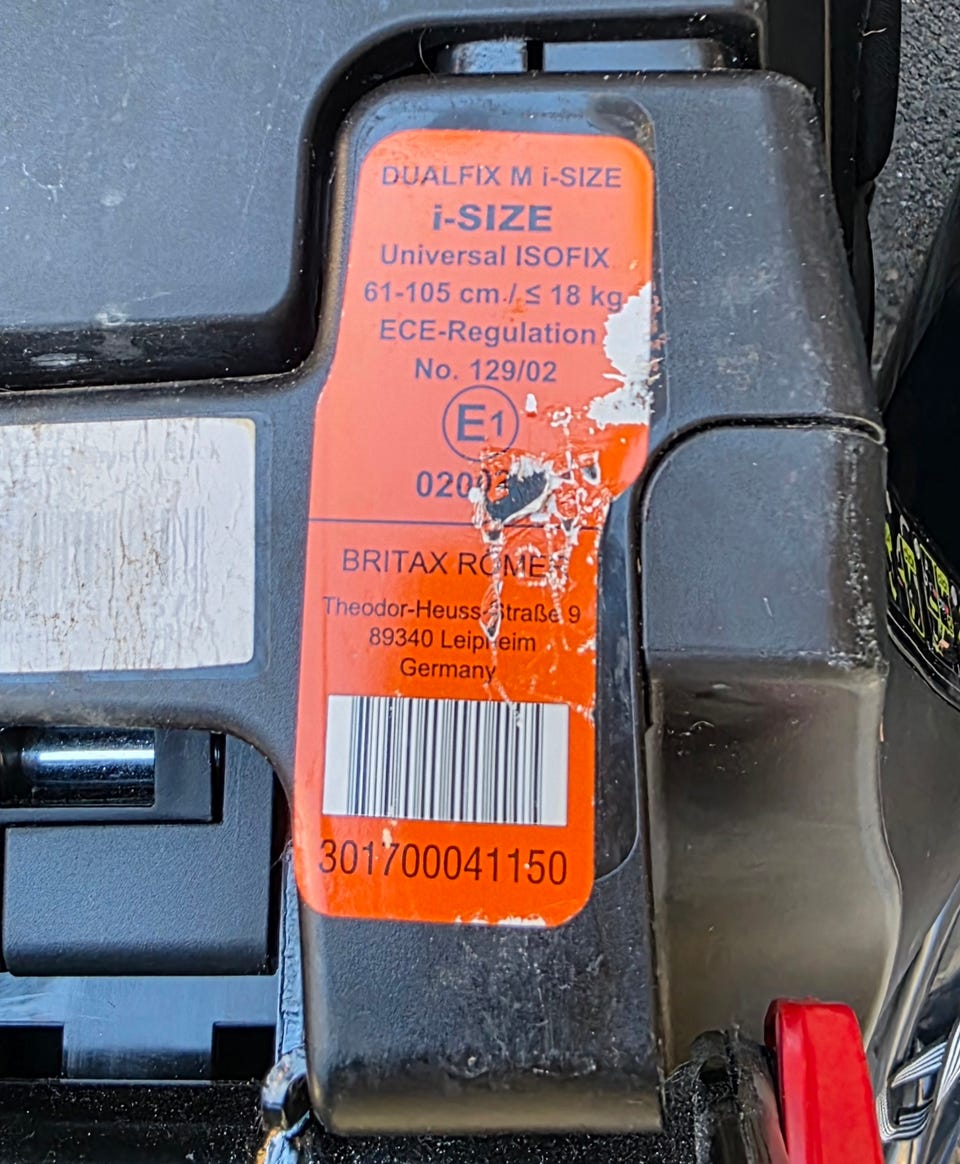 DUALFIX M i-SIZE
i-SIZE
Universal ISOFIX
61-105 cm / ≤ 18 kg
ECE-Regulation
No. 129/02
E1
BRITAX
Theodor-Heuss-Straße 9
89340 Leipheim
Germany
301700041150